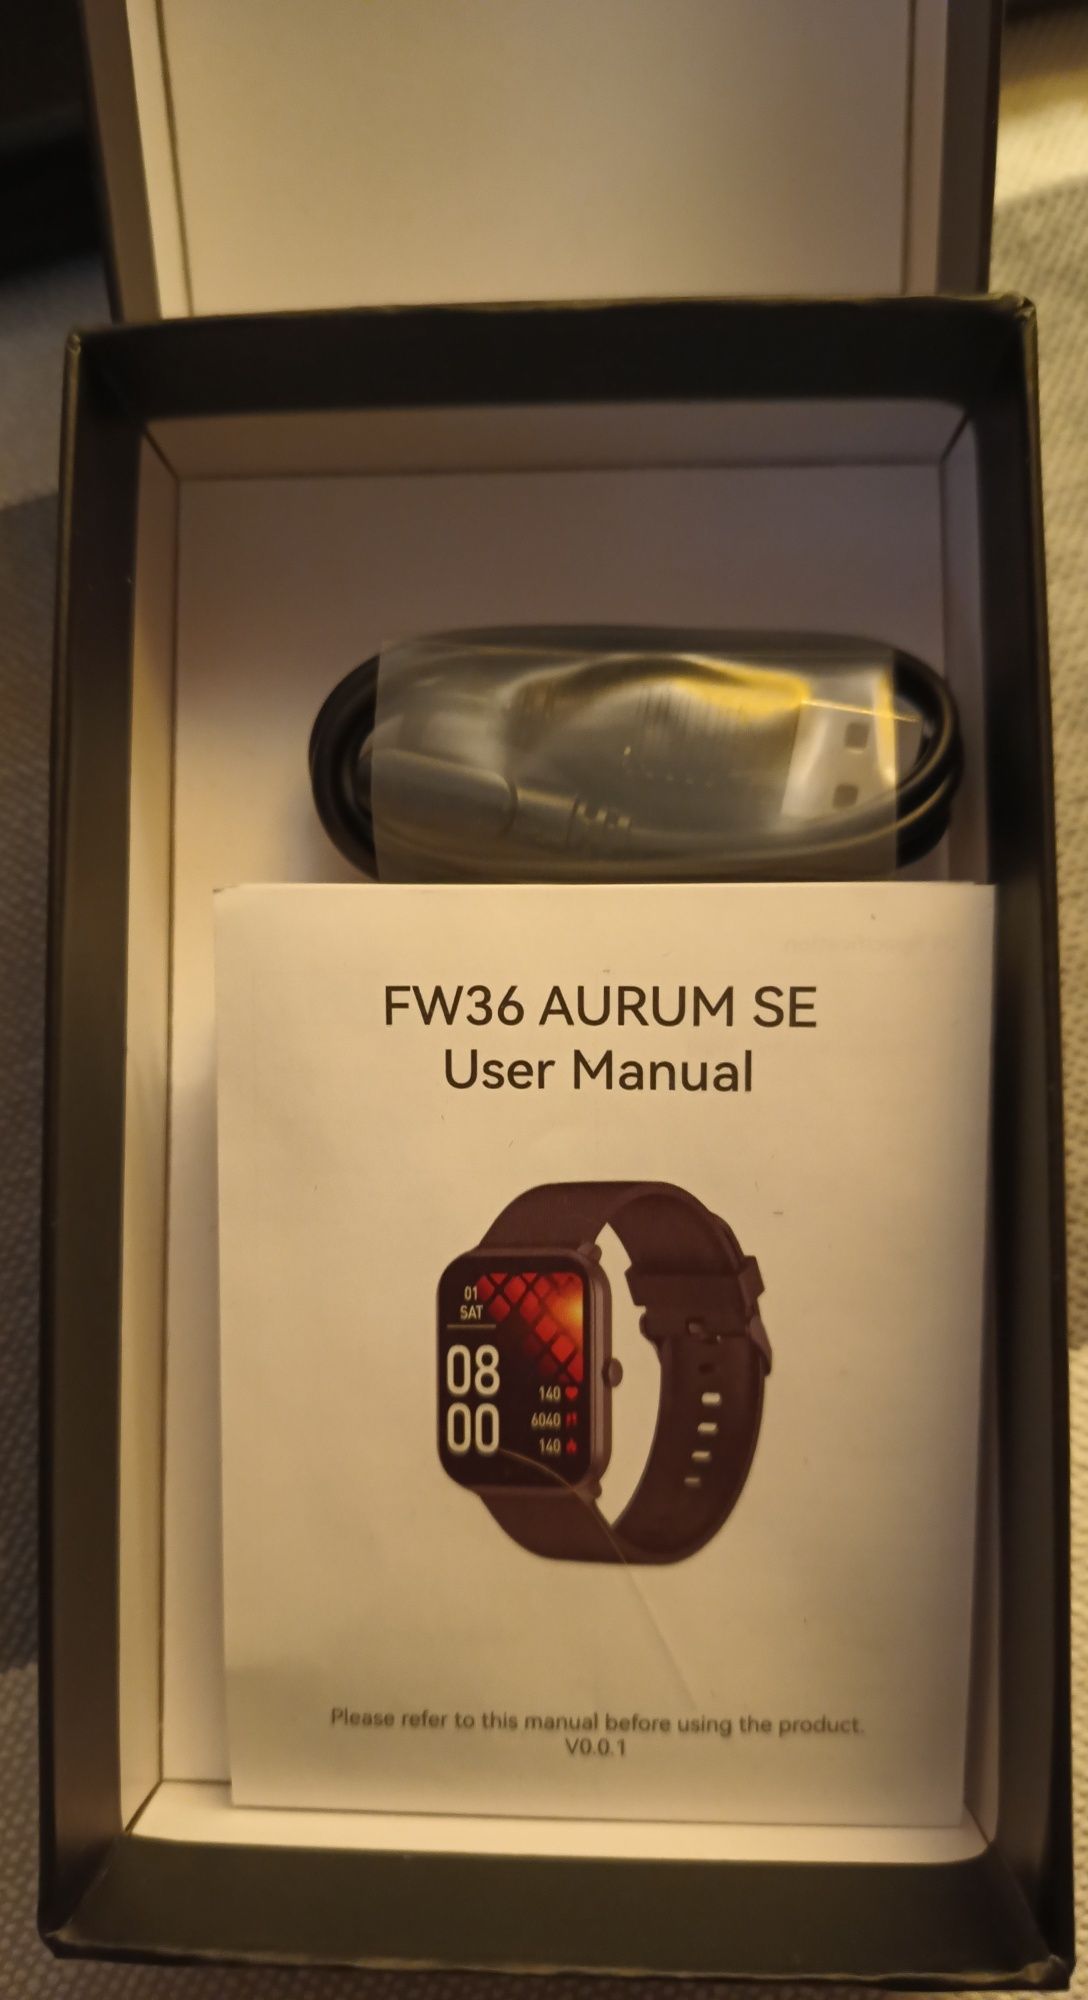 FW36 AURUM SE
User Manual
01
SAT
08
00
140
6040
140
Please refer to this manual before using the product.
V0.0.1